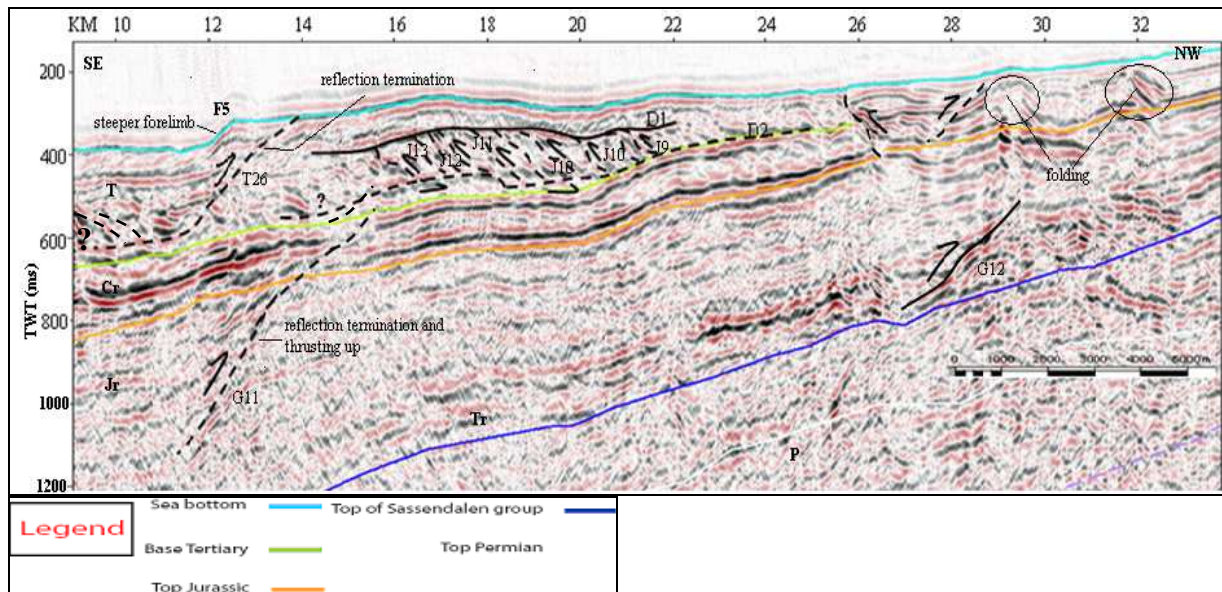 KM 10 12 14 16 18 20 22 24 26 28 30 32
SE
NW
200
400
600
800
1000
1200
TWT (ms)
reflection termination
F5
steeper forelimb
T26
T
?
?
Cr
Jr
D1
J13
J12
J11
J10
J10
J9
D2
folding
G12
reflection termination and
thrusting up
G11
Tr
P
0 1000 2000 3000 4000 6000m
Legend
Sea bottom
Top of Sassendalen group
Base Tertiary
Top Permian
Top Jurassic